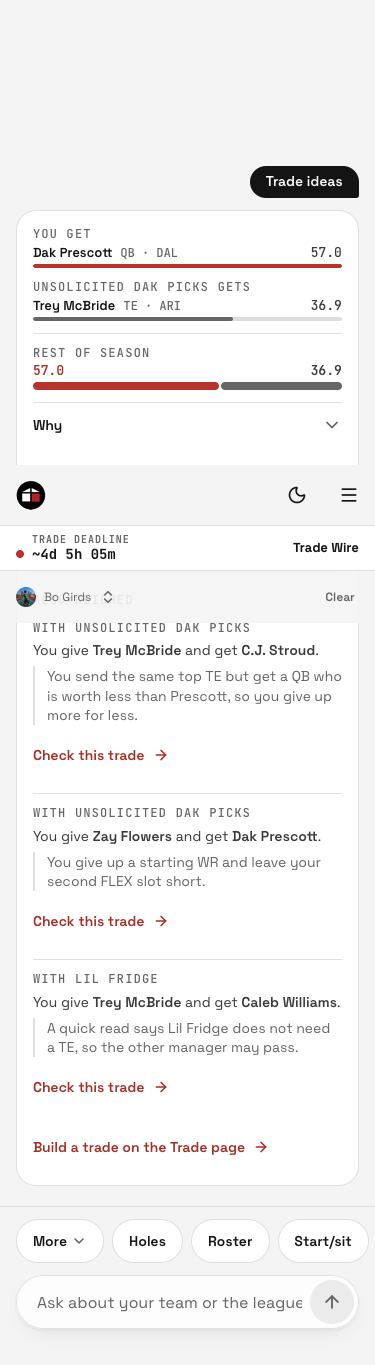 Trade ideas
YOU GET
Dak Prescott QB · DAL 57.0
UNSOLICITED DAK PICKS GETS
Trey McBride TE · ARI 36.9
REST OF SEASON
57.0 36.9
Why
TRADE DEADLINE
~4d 5h 05m
Trade Wire
Bo Girds
Clear
WITH UNSOLICITED DAK PICKS
You give Trey McBride and get C.J. Stroud.
You send the same top TE but get a QB who
is worth less than Prescott, so you give up
more for less.
Check this trade →
WITH UNSOLICITED DAK PICKS
You give Zay Flowers and get Dak Prescott.
You give up a starting WR and leave your
second FLEX slot short.
Check this trade →
WITH LIL FRIDGE
You give Trey McBride and get Caleb Williams.
A quick read says Lil Fridge does not need
a TE, so the other manager may pass.
Check this trade →
Build a trade on the Trade page →
More Holes Roster Start/sit
Ask about your team or the league